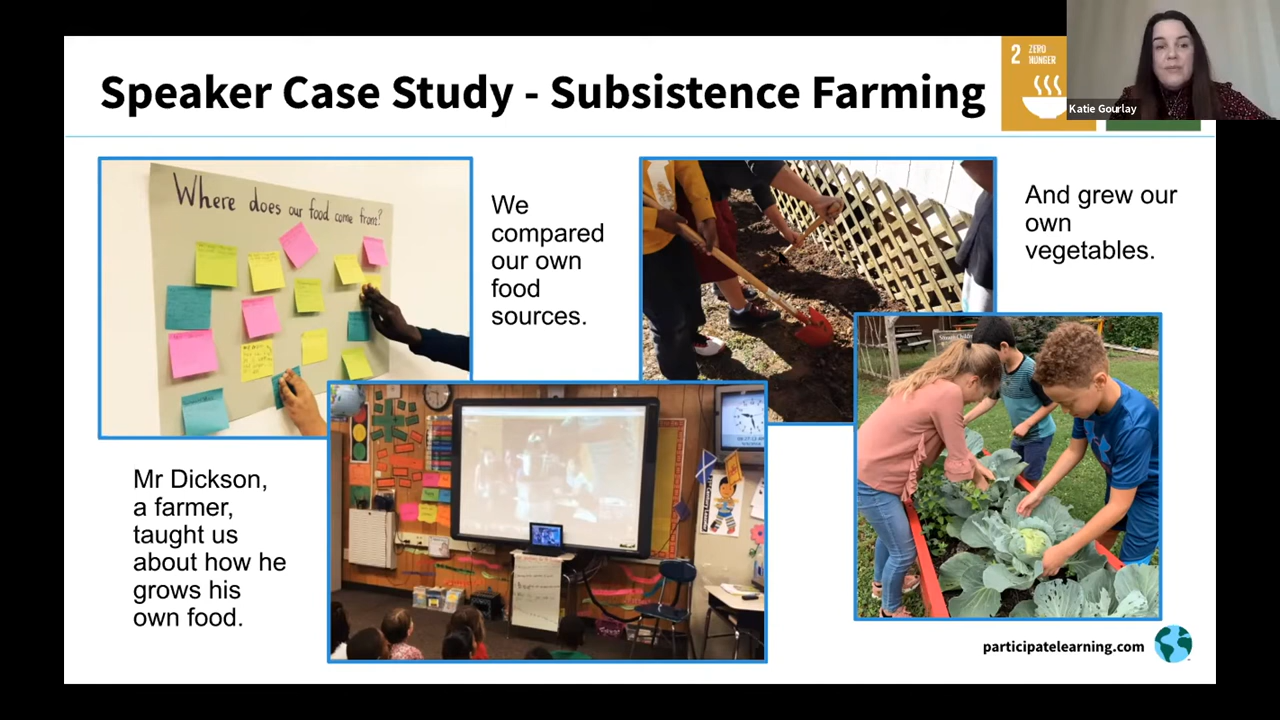 Speaker Case Study - Subsistence Farming
2 ZERO
HUNGER
Katie Gourlay
Where does our food come from?
We
compared
our own
food
sources.
And grew our
own
vegetables.
Mr Dickson,
a farmer,
taught us
about how he
grows his
own food.
participatelearning.com